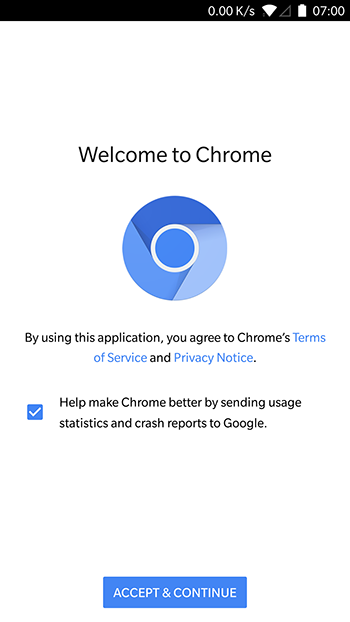 0.00 K/s 07:00
Welcome to Chrome
By using this application, you agree to Chrome's Terms
of Service and Privacy Notice.
Help make Chrome better by sending usage
statistics and crash reports to Google.
ACCEPT & CONTINUE